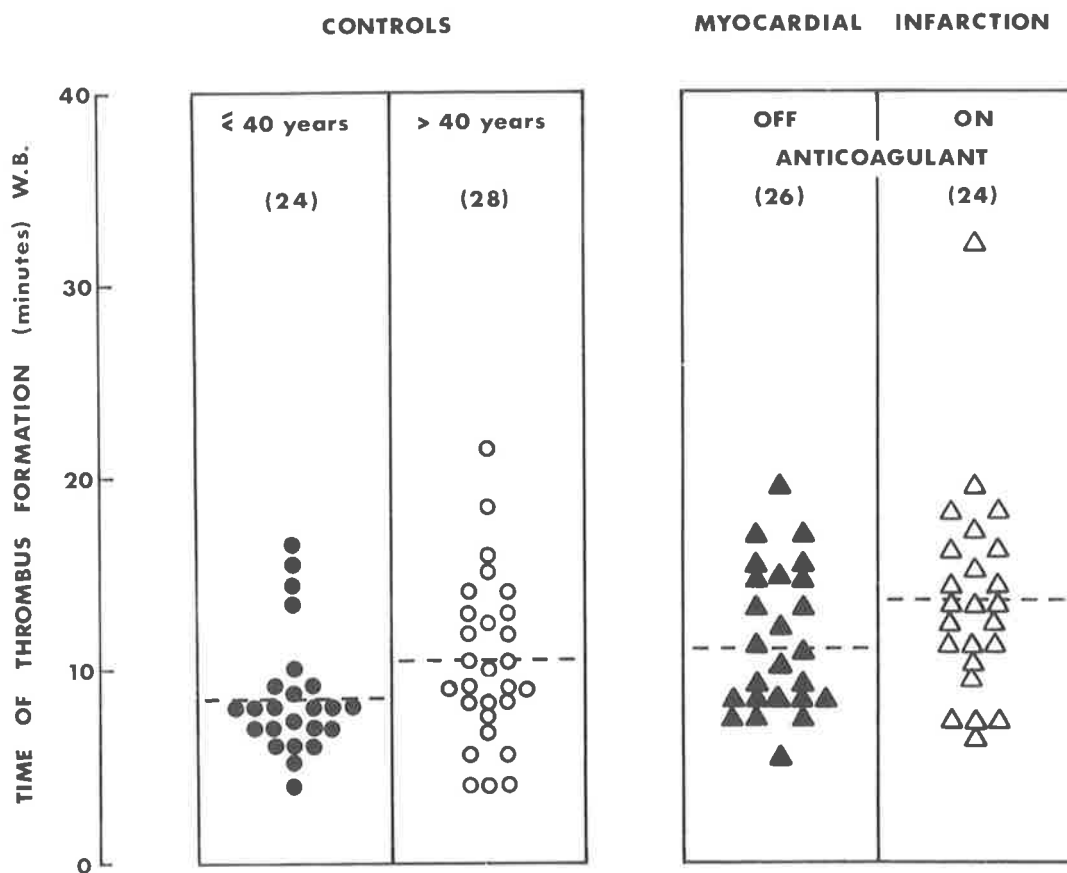 CONTROLS
MYOCARDIAL INFARCTION
TIME OF THROMBUS FORMATION (minutes) W.B.
40
30
20
10
0
≤ 40 years
> 40 years
(24)
(28)
OFF
ON
ANTICOAGULANT
(26)
(24)